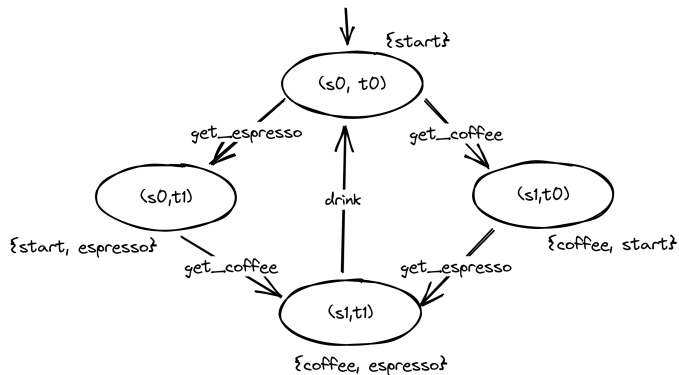 {start}
(s0, t0)
get_espresso
get_coffee
(s0,t1)
drink
(s1,t0)
{start, espresso}
{coffee, start}
get_coffee
get_espresso
(s1,t1)
{coffee, espresso}